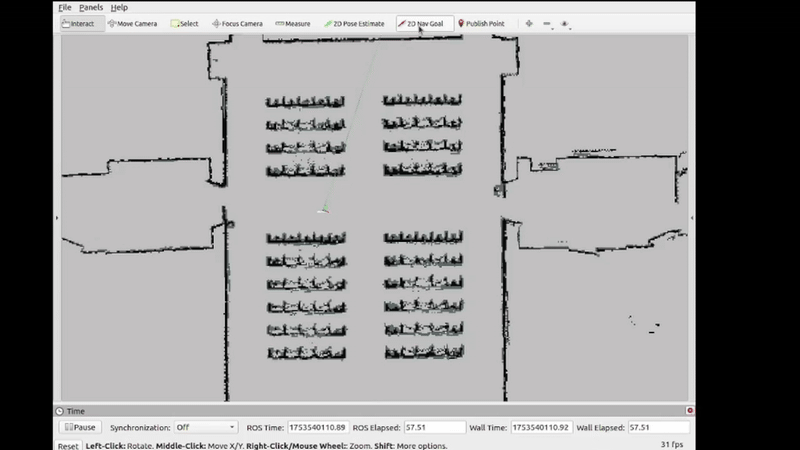 File Panels Help
Interact Move Camera Select Focus Camera Measure 2D Pose Estimate 2D Nav Goal Publish Point
Time
Pause Synchronization: Off ROS Time: 1753540110.89 ROS Elapsed: 57.51 Wall Time: 1753540110.92 Wall Elapsed: 57.51
Reset Left-Click: Rotate. Middle-Click: Move X/Y. Right-Click/Mouse Wheel:: Zoom. Shift: More options. 31 fps